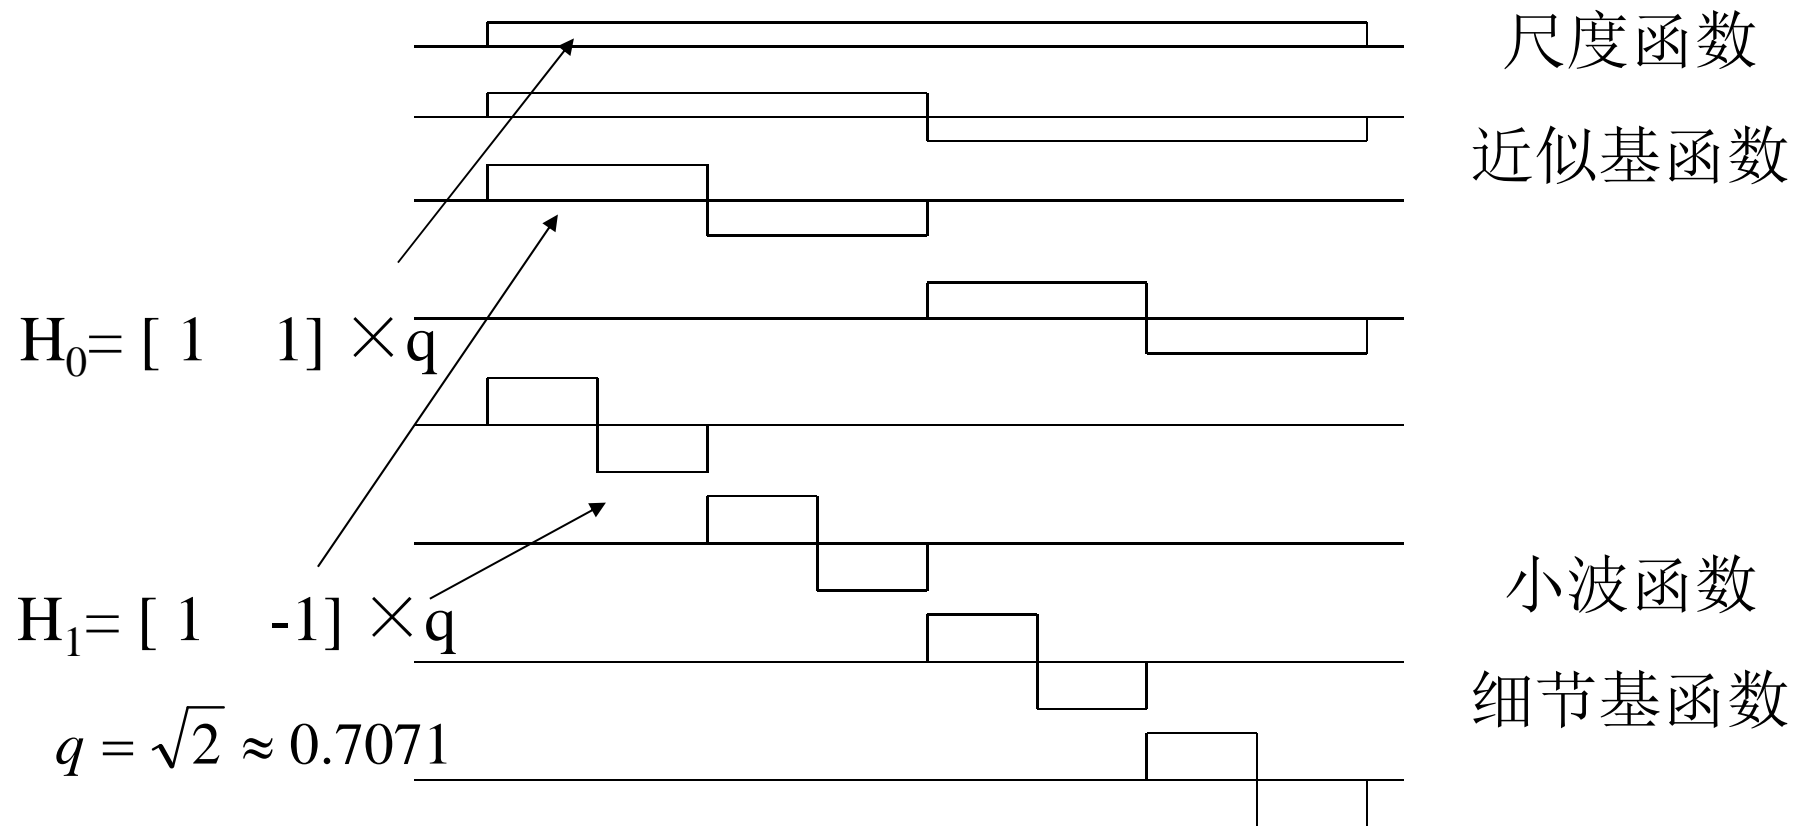 尺度函数
近似基函数
H₀= [ 1 1] ×q
H₁= [ 1 -1] ×q
小波函数
细节基函数
q = √2 ≈ 0.7071